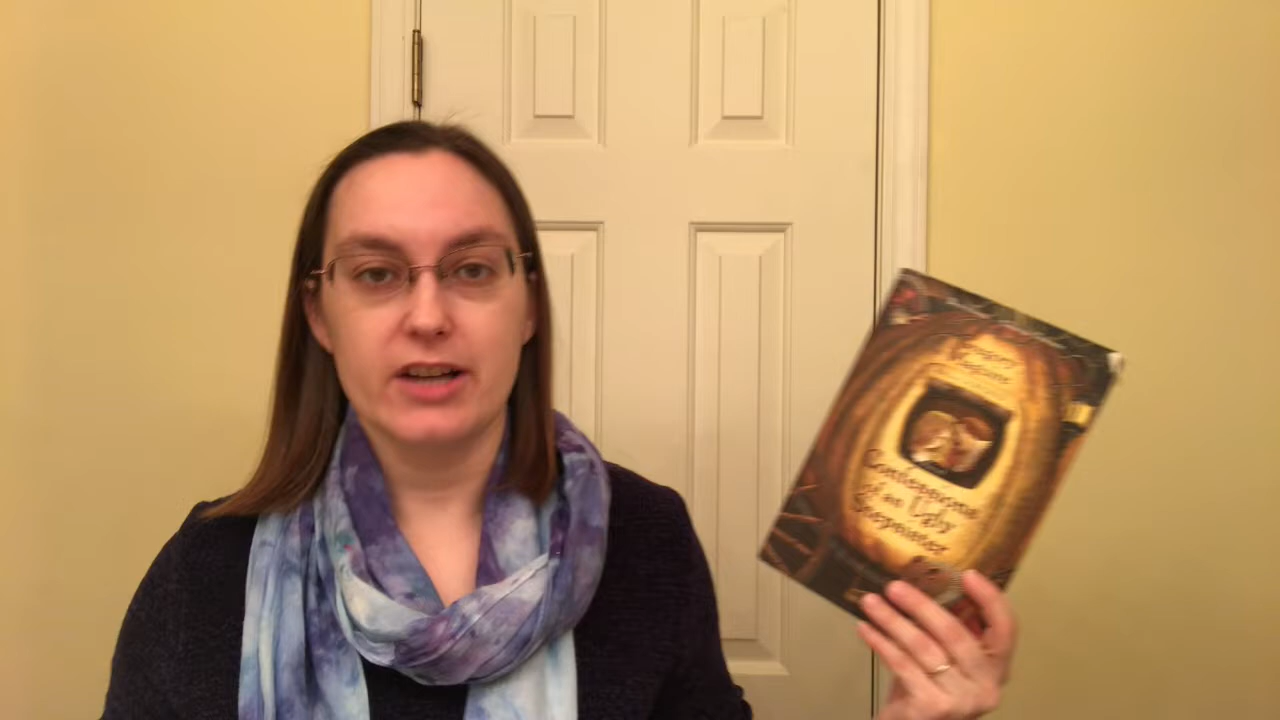 Gregory
Maguire
Confessions
of an Ugly
Stepsister